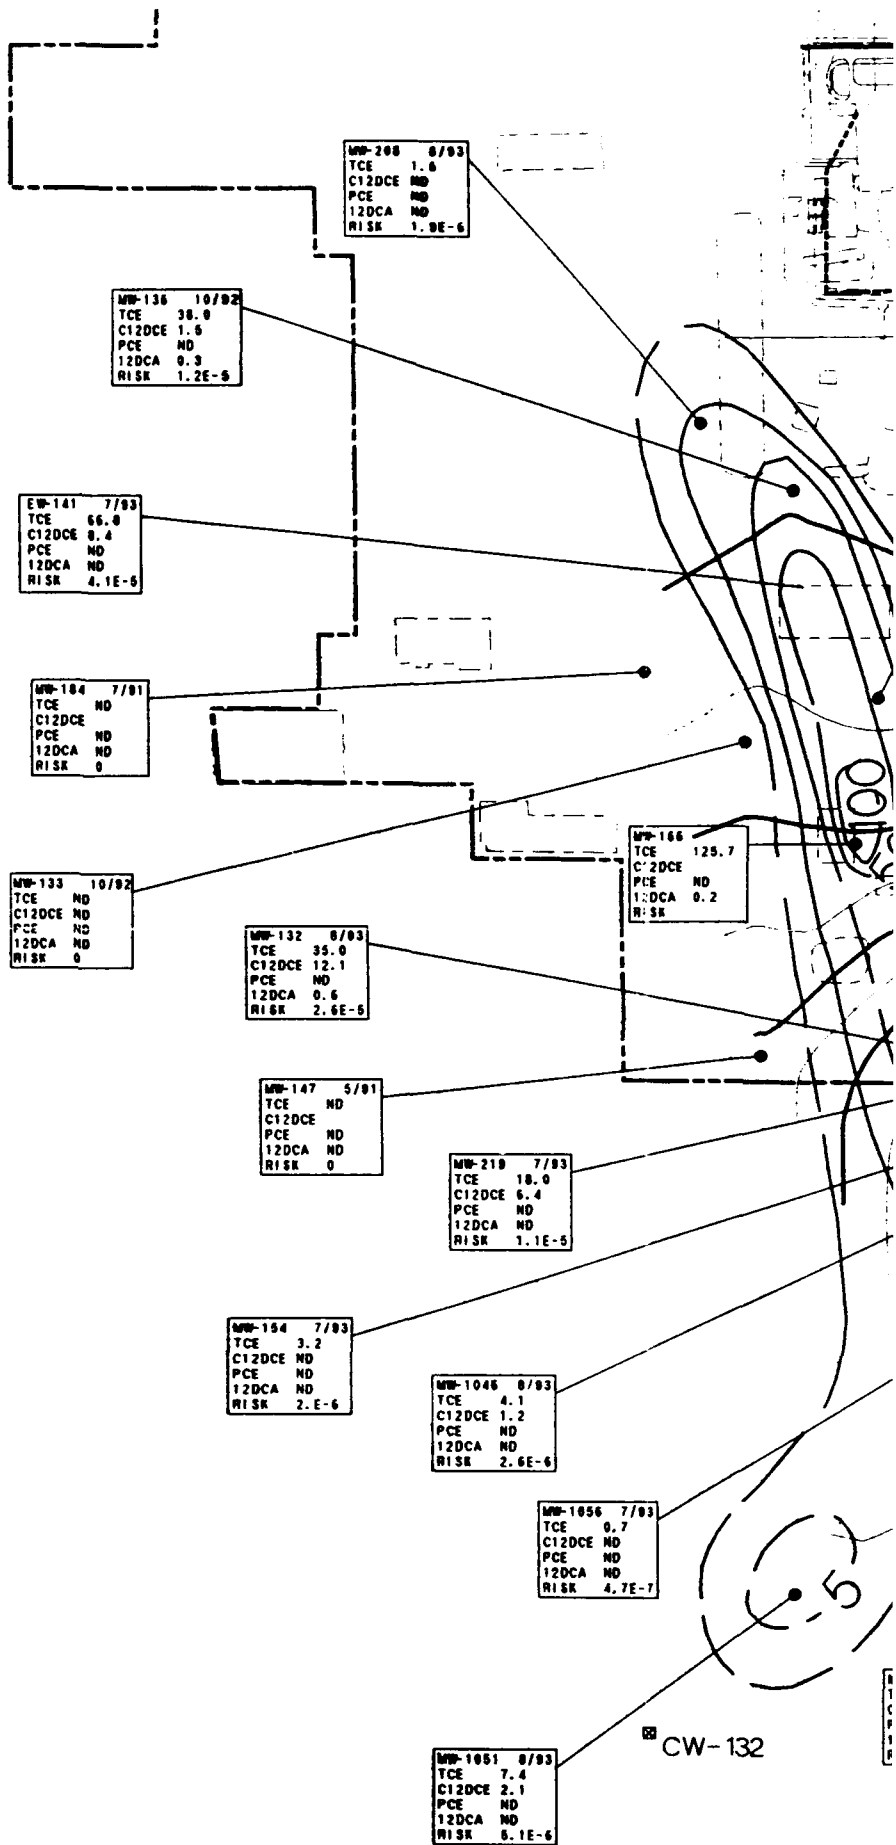 MW-208 8/93
TCE 1.6
C12DCE ND
PCE ND
12DCA ND
RISK 1.9E-6
MW-136 10/92
TCE 38.0
C12DCE 1.5
PCE ND
12DCA 0.3
RISK 1.2E-5
EW-141 7/93
TCE 66.8
C12DCE 8.4
PCE ND
12DCA ND
RISK 4.1E-5
MW-184 7/91
TCE ND
C12DCE
PCE ND
12DCA ND
RISK 0
100
MW-166
TCE 125.7
C12DCE
PCE ND
12DCA 0.2
RISK
MW-133 10/92
TCE ND
C12DCE ND
PCE ND
12DCA ND
RISK 0
MW-132 8/93
TCE 35.0
C12DCE 12.1
PCE ND
12DCA 0.6
RISK 2.6E-5
MW-147 5/91
TCE ND
C12DCE
PCE ND
12DCA ND
RISK 0
MW-219 7/93
TCE 18.0
C12DCE 6.4
PCE ND
12DCA ND
RISK 1.1E-5
MW-154 7/93
TCE 3.2
C12DCE ND
PCE ND
12DCA ND
RISK 2.E-6
MW-1046 8/93
TCE 4.1
C12DCE 1.2
PCE ND
12DCA ND
RISK 2.6E-6
MW-1056 7/93
TCE 0.7
C12DCE ND
PCE ND
12DCA ND
RISK 4.7E-7
5
CW-132
MW-1051 8/93
TCE 7.4
C12DCE 2.1
PCE ND
12DCA ND
RISK 5.1E-6